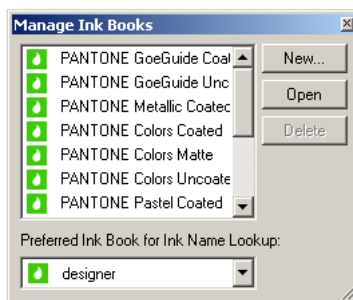 Manage Ink Books
PANTONE GoeGuide Coat
PANTONE GoeGuide Unc
PANTONE Metallic Coated
PANTONE Colors Coated
PANTONE Colors Matte
PANTONE Colors Uncoate
PANTONE Pastel Coated
New...
Open
Delete
Preferred Ink Book for Ink Name Lookup:
designer